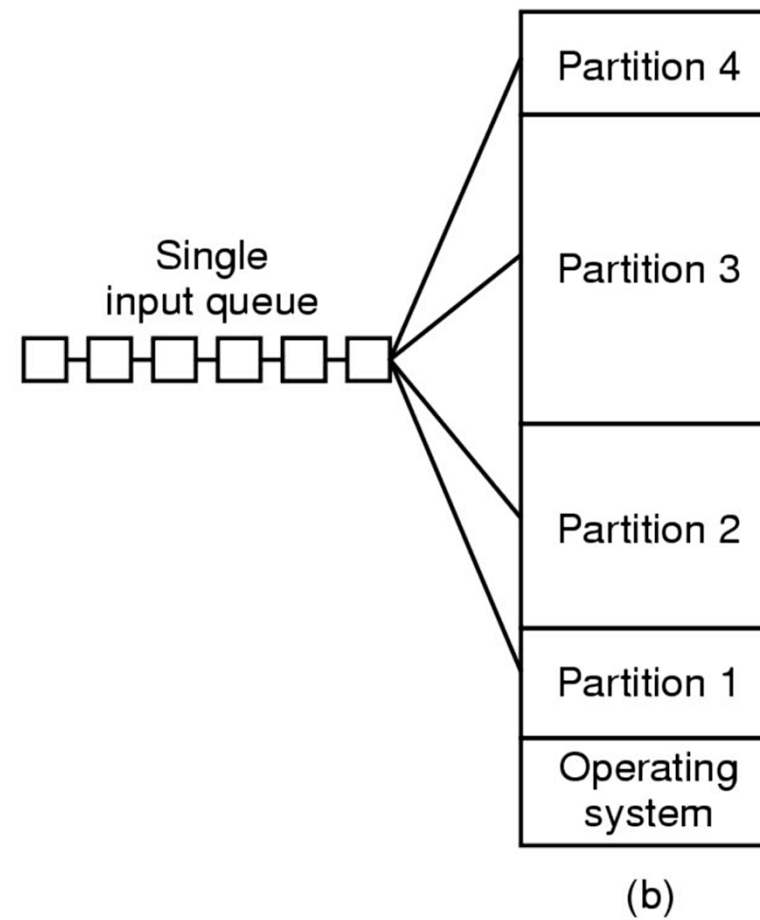 Partition 4
Single
input queue
Partition 3
Partition 2
Partition 1
Operating
system
(b)